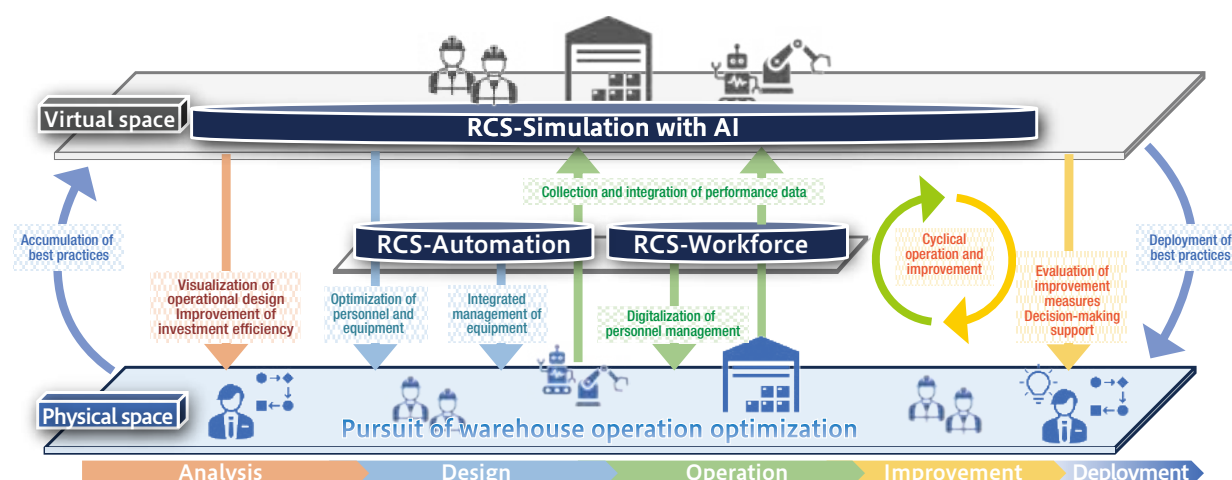 Virtual space
RCS-Simulation with AI
Collection and integration of performance data
RCS-Automation
RCS-Workforce
Accumulation of
best practices
Visualization of
operational design
Improvement of
investment efficiency
Optimization of
personnel and
equipment
Integrated
management of
equipment
Digitalization of
personnel management
Cyclical
operation and
improvement
Evaluation of
improvement
measures
Decision-making
support
Deployment of
best practices
Physical space
Pursuit of warehouse operation optimization
Analysis
Design
Operation
Improvement
Deployment